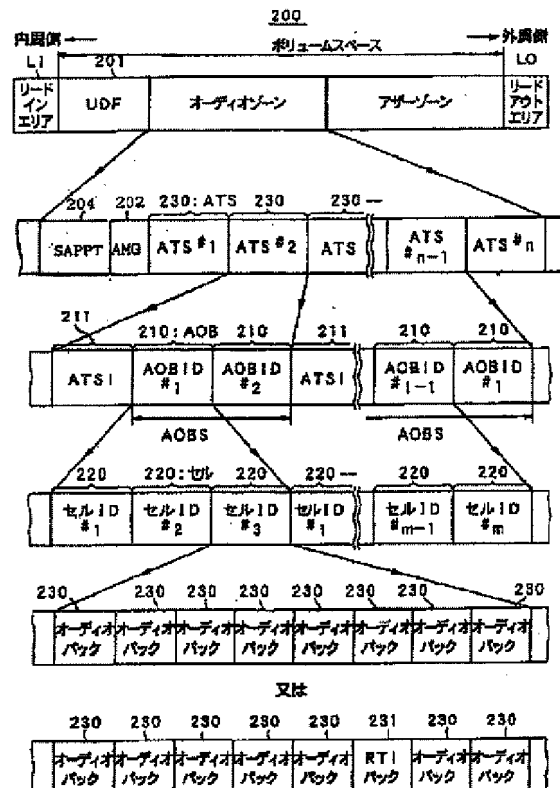 200
内周側 ← ボリュームスペース → 外周側
LI 201 LO
リードインエリア UDF オーディオゾーン アザーゾーン リードアウトエリア
204 202 230:ATS 230 230
SAPPT AMG ATS#1 ATS#2 ATS ATS#n-1 ATS#n
211 210:AOB 210 211 210 210
ATSI AOBID#1 AOBID#2 ATSI AOBID#l-1 AOBID#l
AOBS AOBS
220 220:セル 220 220 220 220
セルID#1 セルID#2 セルID#3 セルID#1 セルID#m-1 セルID#m
230 230 230 230 230 230 230 230
オーディオパック オーディオパック オーディオパック オーディオパック オーディオパック オーディオパック オーディオパック オーディオパック
又は
230 230 230 230 230 231 230 230
オーディオパック オーディオパック オーディオパック オーディオパック オーディオパック RTIパック オーディオパック オーディオパック